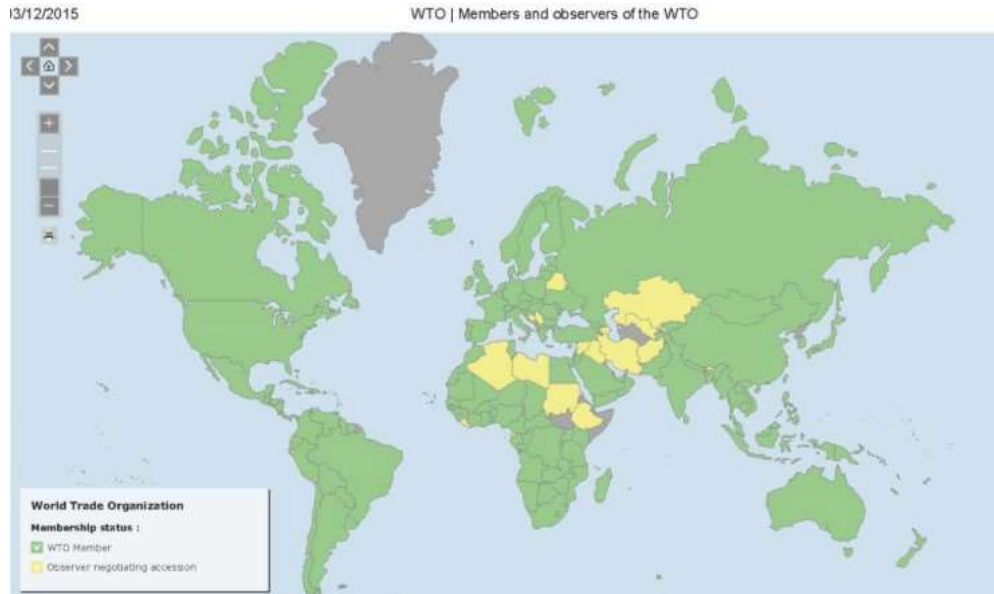 3/12/2015
WTO | Members and observers of the WTO
World Trade Organization
Membership status :
WTO Member
Observer negotiating accession